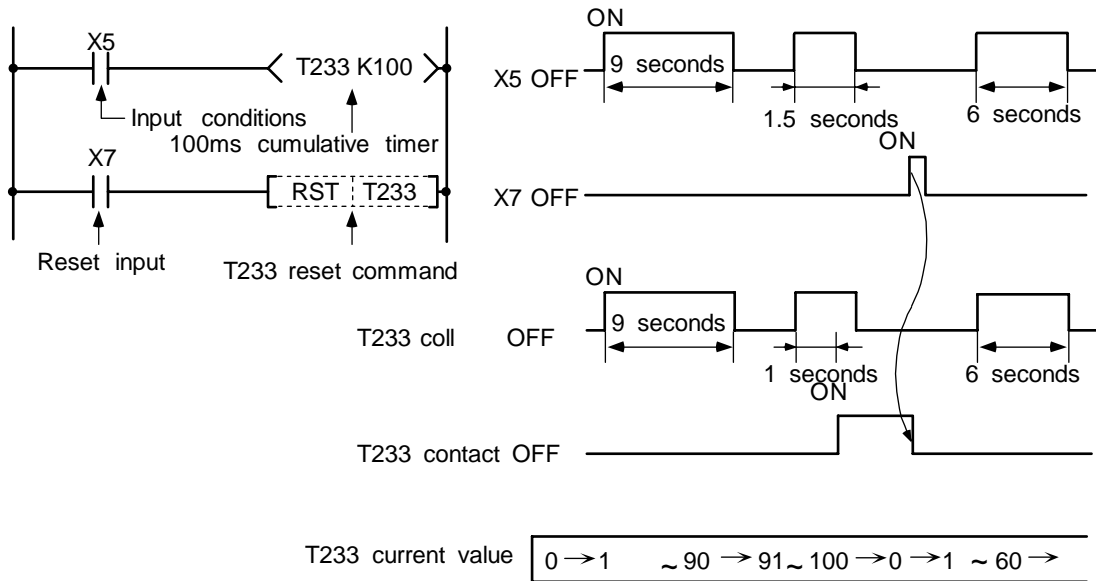 X5
T233 K100
Input conditions
100ms cumulative timer
X7
RST T233
Reset input
T233 reset command
ON
X5 OFF
9 seconds
1.5 seconds
6 seconds
ON
X7 OFF
ON
T233 coll OFF
9 seconds
1 seconds
6 seconds
ON
T233 contact OFF
T233 current value 0 → 1 ~ 90 → 91 ~ 100 → 0 → 1 ~ 60 →